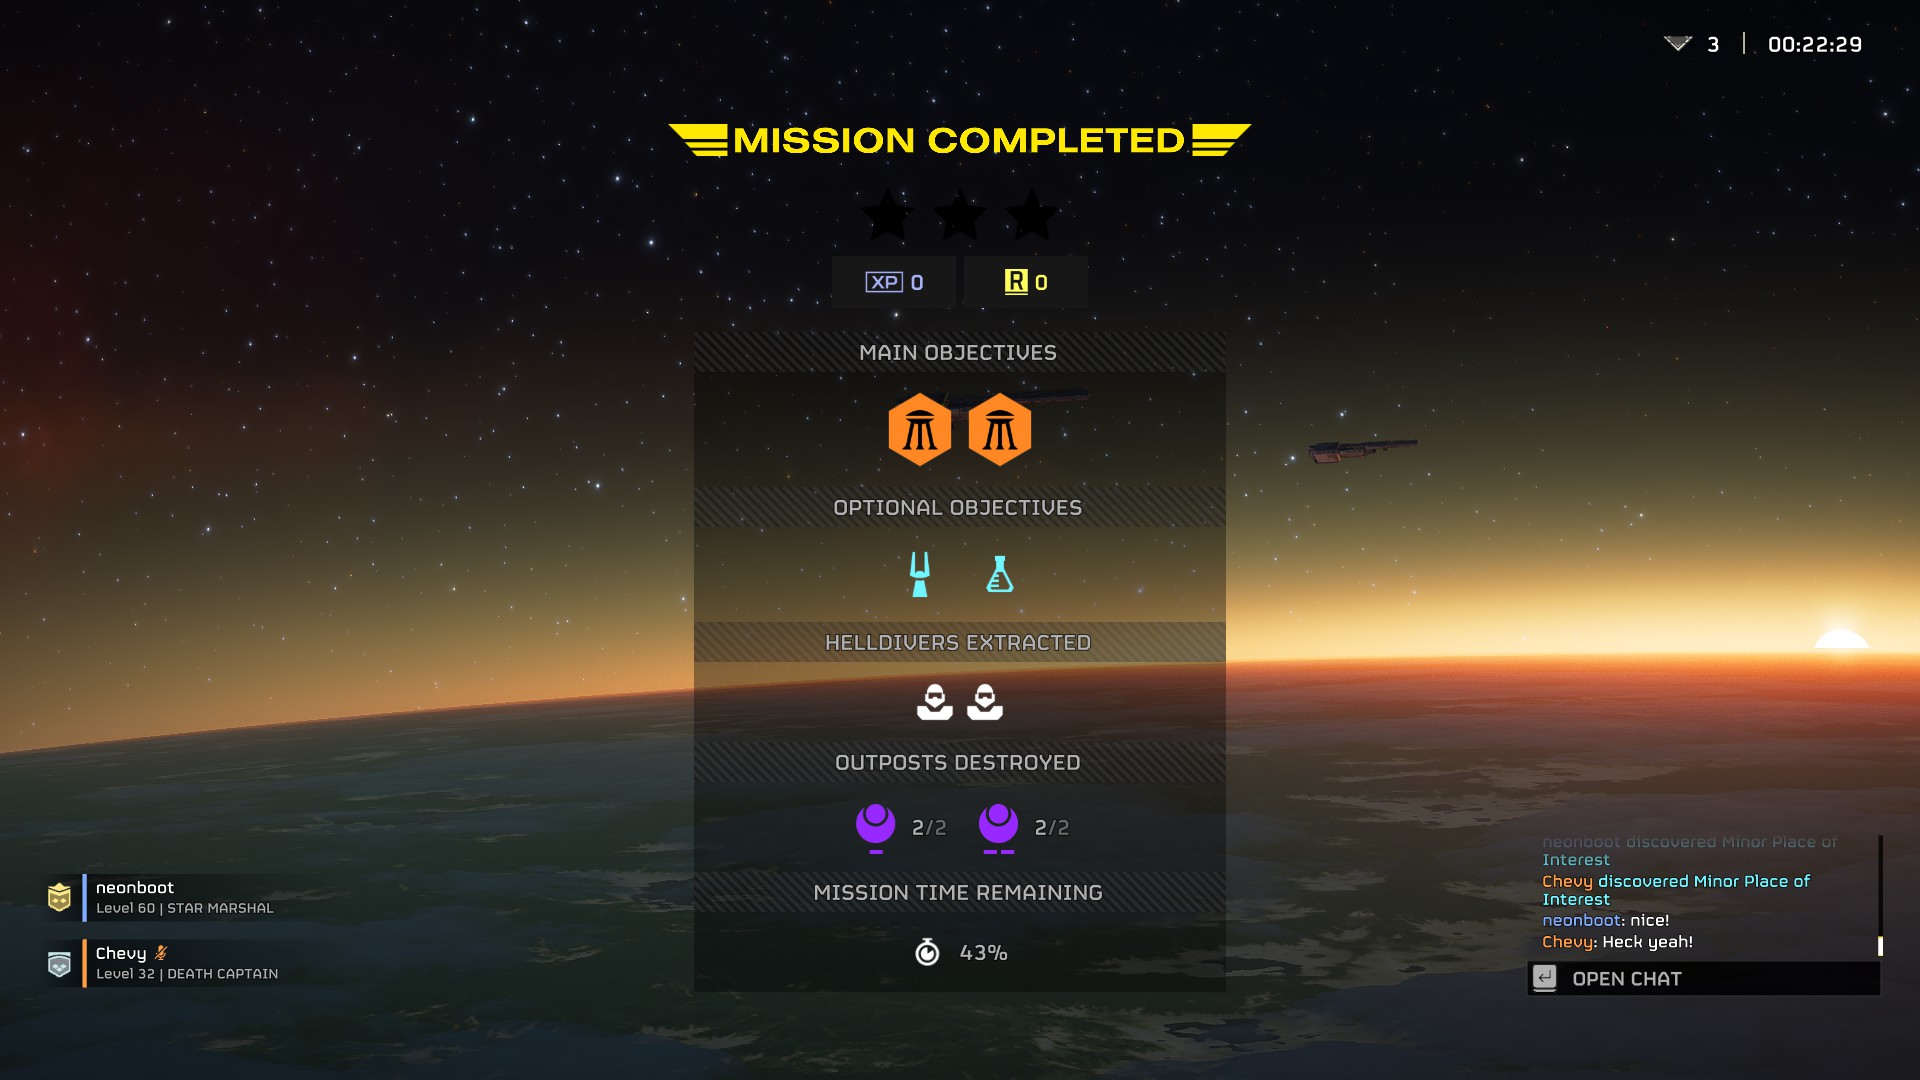 3 | 00:22:29
MISSION COMPLETED
XP 0
R 0
MAIN OBJECTIVES
OPTIONAL OBJECTIVES
HELLDIVERS EXTRACTED
OUTPOSTS DESTROYED
2/2 2/2
MISSION TIME REMAINING
43%
neonboot
Level 60 | STAR MARSHAL
Chevy
Level 32 | DEATH CAPTAIN
neonboot discovered Minor Place of
Interest
Chevy discovered Minor Place of
Interest
neonboot: nice!
Chevy: Heck yeah!
OPEN CHAT